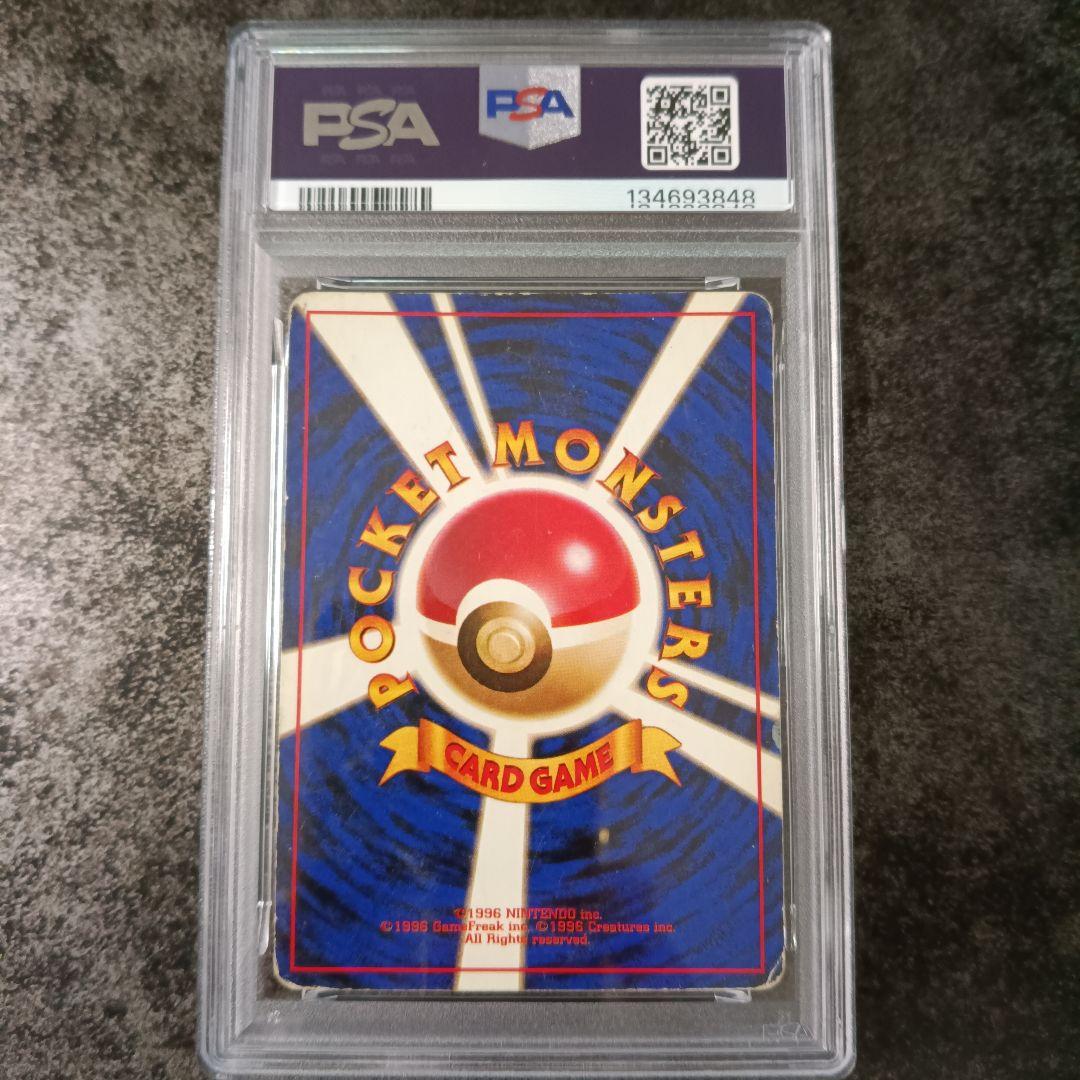 PSA
PSA
134693848
POCKET MONSTERS
CARD GAME
©1996 NINTENDO inc.
©1996 GameFreak inc. ©1996 Creatures inc.
All Rights reserved.
PSA